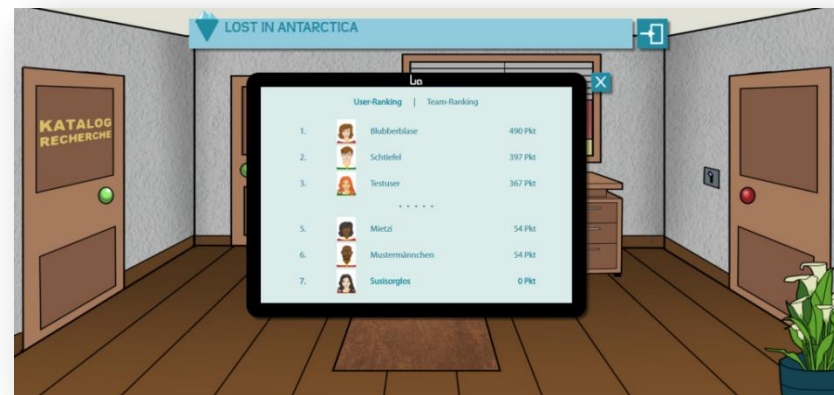 LOST IN ANTARCTICA
KATALOG
RECHERCHE
User-Ranking | Team-Ranking
1. Blubberblase 490 Pkt
2. Schtiefel 397 Pkt
3. Testuser 367 Pkt
5. Mietzi 54 Pkt
6. Mustermännchen 54 Pkt
7. Susisorglos 0 Pkt